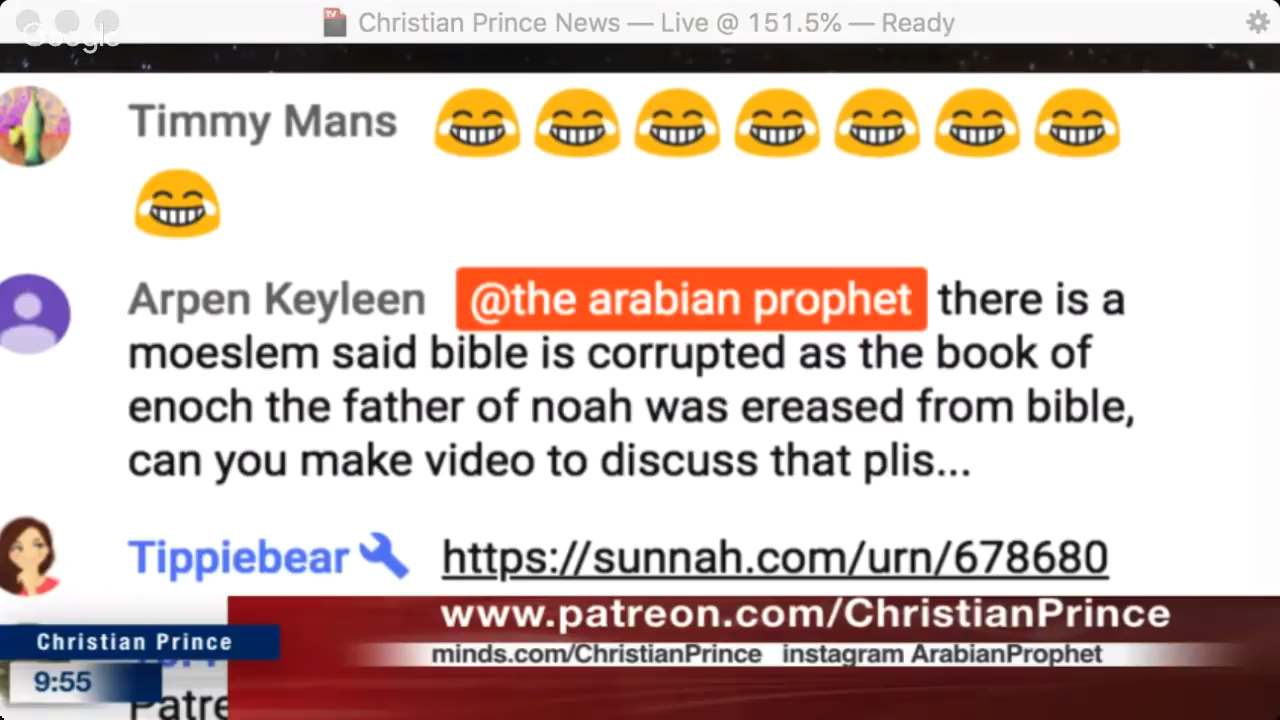 Christian Prince News — Live @ 151.5% — Ready
Google
Timmy Mans
Arpen Keyleen @the arabian prophet there is a
moeslem said bible is corrupted as the book of
enoch the father of noah was ereased from bible,
can you make video to discuss that plis...
Tippiebear https://sunnah.com/urn/678680
www.patreon.com/ChristianPrince
Christian Prince
minds.com/ChristianPrince instagram ArabianProphet
9:55